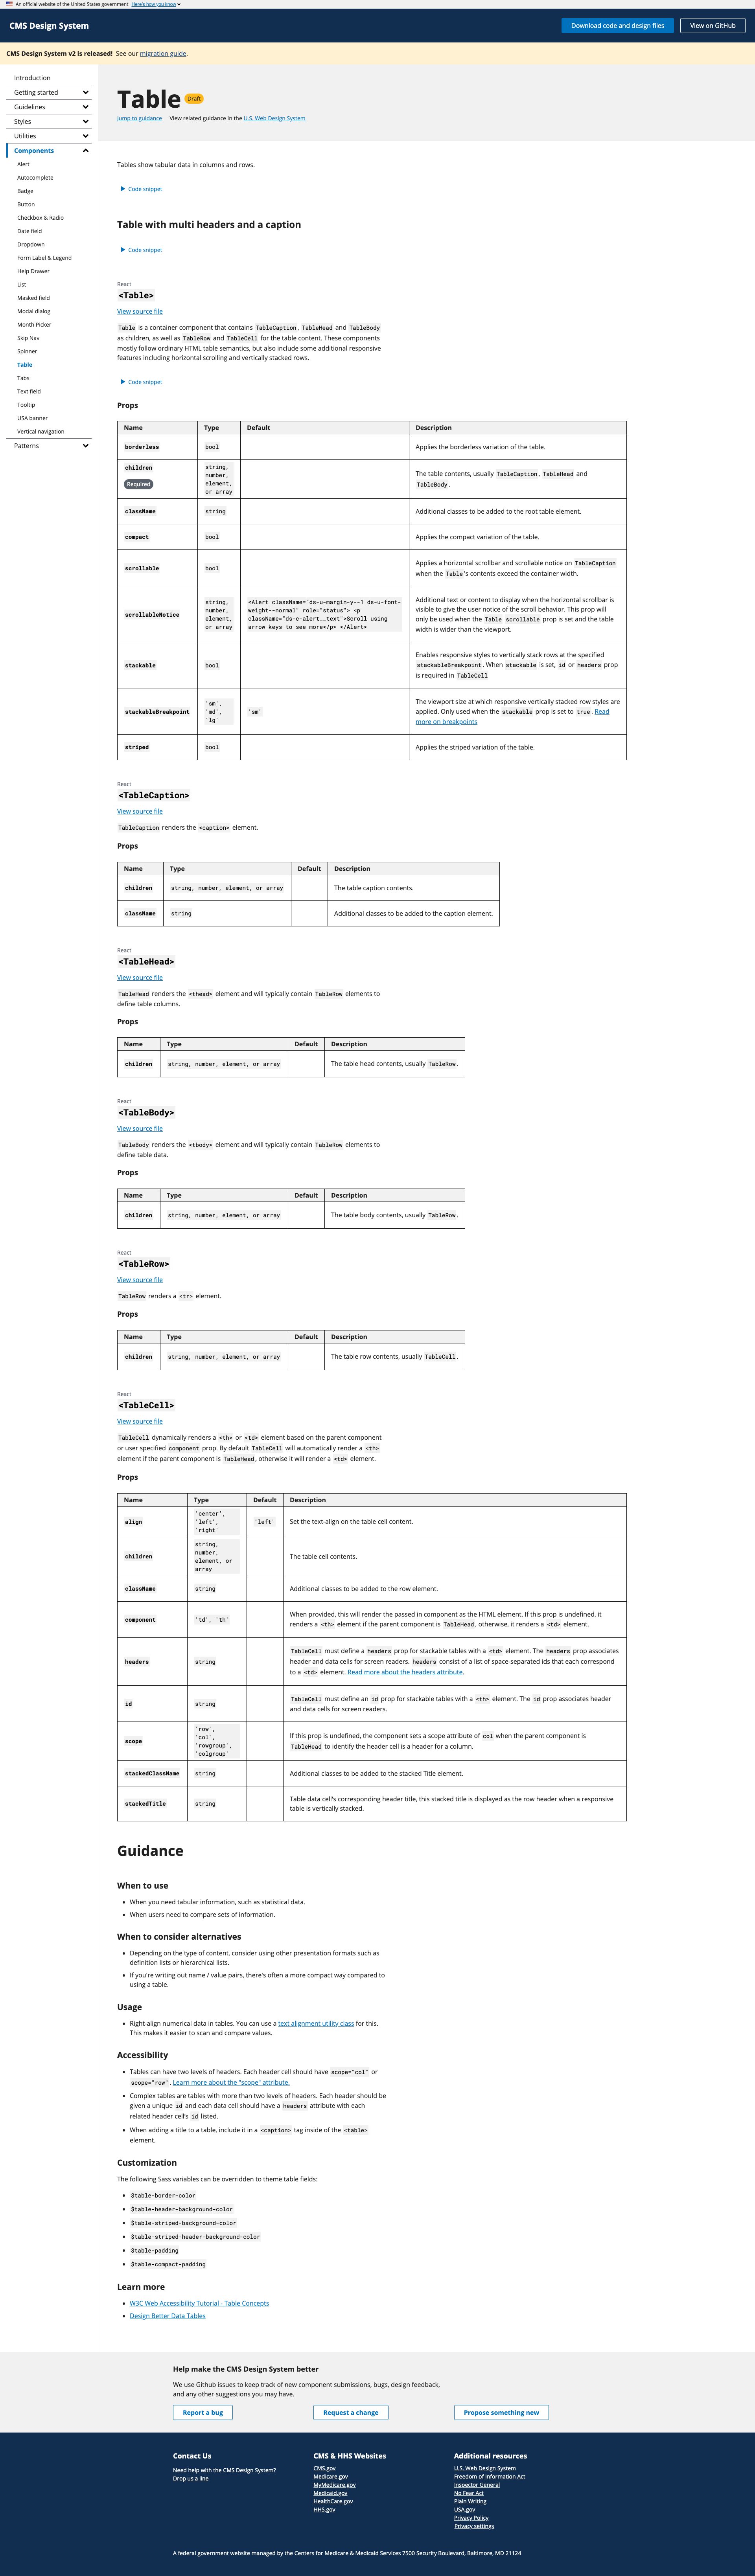 An official website of the United States government Here's how you know
CMS Design System
Download code and design files
View on GitHub
CMS Design System v2 is released! See our migration guide.
Introduction
Getting started
Guidelines
Styles
Utilities
Components
Alert
Autocomplete
Badge
Button
Checkbox & Radio
Date field
Dropdown
Form Label & Legend
Help Drawer
List
Masked field
Modal dialog
Month Picker
Skip Nav
Spinner
Table
Tabs
Text field
Tooltip
USA banner
Vertical navigation
Patterns
Table Draft
Jump to guidance View related guidance in the U.S. Web Design System
Tables show tabular data in columns and rows.
Code snippet
Table with multi headers and a caption
Code snippet
React
<Table>
View source file
Table is a container component that contains TableCaption, TableHead and TableBody
as children, as well as TableRow and TableCell for the table content. These components
mostly follow ordinary HTML table semantics, but also include some additional responsive
features including horizontal scrolling and vertically stacked rows.
Code snippet
Props
Name Type Default Description
borderless bool Applies the borderless variation of the table.
children Required string, number, element, or array The table contents, usually TableCaption, TableHead and
TableBody.
className string Additional classes to be added to the root table element.
compact bool Applies the compact variation of the table.
scrollable bool Applies a horizontal scrollbar and scrollable notice on TableCaption
when the Table's contents exceed the container width.
scrollableNotice string, number, element, or array
<Alert className="ds-u-margin-y--1 ds-u-font-
weight--normal" role="status"> <p
className="ds-c-alert__text">Scroll using
arrow keys to see more</p> </Alert>
Additional text or content to display when the horizontal scrollbar is
visible to give the user notice of the scroll behavior. This prop will
only be used when the Table scrollable prop is set and the table
width is wider than the viewport.
stackable bool Enables responsive styles to vertically stack rows at the specified
stackableBreakpoint. When stackable is set, id or headers prop
is required in TableCell
stackableBreakpoint 'sm', 'md', 'lg' 'sm' The viewport size at which responsive vertically stacked row styles are
applied. Only used when the stackable prop is set to true. Read
more on breakpoints
striped bool Applies the striped variation of the table.
React
<TableCaption>
View source file
TableCaption renders the <caption> element.
Props
Name Type Default Description
children string, number, element, or array The table caption contents.
className string Additional classes to be added to the caption element.
React
<TableHead>
View source file
TableHead renders the <thead> element and will typically contain TableRow elements to
define table columns.
Props
Name Type Default Description
children string, number, element, or array The table head contents, usually TableRow.
React
<TableBody>
View source file
TableBody renders the <tbody> element and will typically contain TableRow elements to
define table data.
Props
Name Type Default Description
children string, number, element, or array The table body contents, usually TableRow.
React
<TableRow>
View source file
TableRow renders a <tr> element.
Props
Name Type Default Description
children string, number, element, or array The table row contents, usually TableCell.
React
<TableCell>
View source file
TableCell dynamically renders a <th> or <td> element based on the parent component
or user specified component prop. By default TableCell will automatically render a <th>
element if the parent component is TableHead, otherwise it will render a <td> element.
Props
Name Type Default Description
align 'center', 'left', 'right' 'left' Set the text-align on the table cell content.
children string, number, element, or array The table cell contents.
className string Additional classes to be added to the row element.
component 'td', 'th' When provided, this will render the passed in component as the HTML element. If this prop is undefined, it
renders a <th> element if the parent component is TableHead, otherwise, it renders a <td> element.
headers string TableCell must define a headers prop for stackable tables with a <td> element. The headers prop associates
header and data cells for screen readers. headers consist of a list of space-separated ids that each correspond
to a <td> element. Read more about the headers attribute.
id string TableCell must define an id prop for stackable tables with a <th> element. The id prop associates header
and data cells for screen readers.
scope 'row', 'col', 'rowgroup', 'colgroup' If this prop is undefined, the component sets a scope attribute of col when the parent component is
TableHead to identify the header cell is a header for a column.
stackedClassName string Additional classes to be added to the stacked Title element.
stackedTitle string Table data cell's corresponding header title, this stacked title is displayed as the row header when a responsive
table is vertically stacked.
Guidance
When to use
When you need tabular information, such as statistical data.
When users need to compare sets of information.
When to consider alternatives
Depending on the type of content, consider using other presentation formats such as
definition lists or hierarchical lists.
If you're writing out name / value pairs, there's often a more compact way compared to
using a table.
Usage
Right-align numerical data in tables. You can use a text alignment utility class for this.
This makes it easier to scan and compare values.
Accessibility
Tables can have two levels of headers. Each header cell should have scope="col" or
scope="row". Learn more about the "scope" attribute.
Complex tables are tables with more than two levels of headers. Each header should be
given a unique id and each data cell should have a headers attribute with each
related header cell's id listed.
When adding a title to a table, include it in a <caption> tag inside of the <table>
element.
Customization
The following Sass variables can be overridden to theme table fields:
$table-border-color
$table-header-background-color
$table-striped-background-color
$table-striped-header-background-color
$table-padding
$table-compact-padding
Learn more
W3C Web Accessibility Tutorial - Table Concepts
Design Better Data Tables
Help make the CMS Design System better
We use Github issues to keep track of new component submissions, bugs, design feedback,
and any other suggestions you may have.
Report a bug
Request a change
Propose something new
Contact Us
Need help with the CMS Design System?
Drop us a line
CMS & HHS Websites
CMS.gov
Medicare.gov
MyMedicare.gov
Medicaid.gov
HealthCare.gov
HHS.gov
Additional resources
U.S. Web Design System
Freedom of Information Act
Inspector General
No Fear Act
Plain Writing
USA.gov
Privacy Policy
Privacy settings
A federal government website managed by the Centers for Medicare & Medicaid Services 7500 Security Boulevard, Baltimore, MD 21124